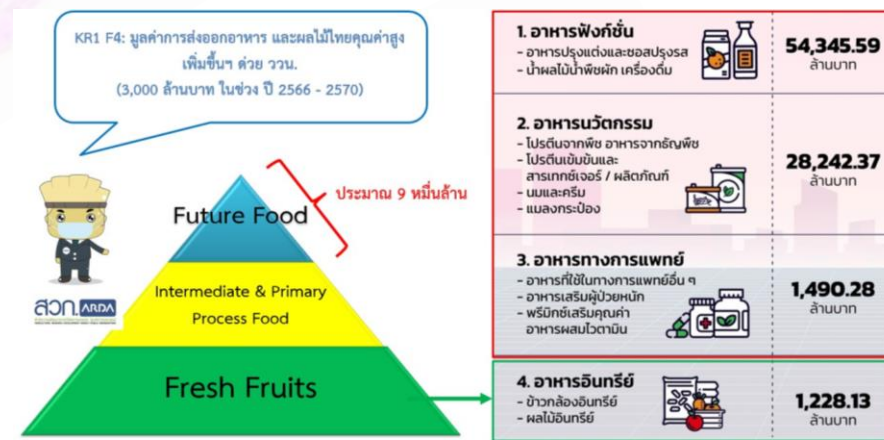 KR1 F4: มูลค่าการส่งออกอาหาร และผลไม้ไทยคุณค่าสูง
เพิ่มขึ้นฯ ด้วย ววน.
(3,000 ล้านบาท ในช่วง ปี 2566 - 2570)
ประมาณ 9 หมื่นล้าน
Future Food
Intermediate & Primary
Process Food
Fresh Fruits
สวก. ARDA
1. อาหารฟังก์ชั่น
- อาหารปรุงแต่งและซอสปรุงรส
- น้ำผลไม้น้ำพืชผัก เครื่องดื่ม
54,345.59
ล้านบาท
2. อาหารนวัตกรรม
- โปรตีนจากพืช อาหารจากธัญพืช
- โปรตีนเข้มข้นและ
สารเทกซ์เจอร์ / ผลิตภัณฑ์
- นมและครีม
- แมลงกระป๋อง
28,242.37
ล้านบาท
3. อาหารทางการแพทย์
- อาหารที่ใช้ในทางการแพทย์อื่น ๆ
- อาหารเสริมผู้ป่วยหนัก
- พรีมิกซ์เสริมคุณค่า
อาหารผสมไวตามิน
1,490.28
ล้านบาท
4. อาหารอินทรีย์
- ข้าวกล้องอินทรีย์
- ผลไม้อินทรีย์
1,228.13
ล้านบาท